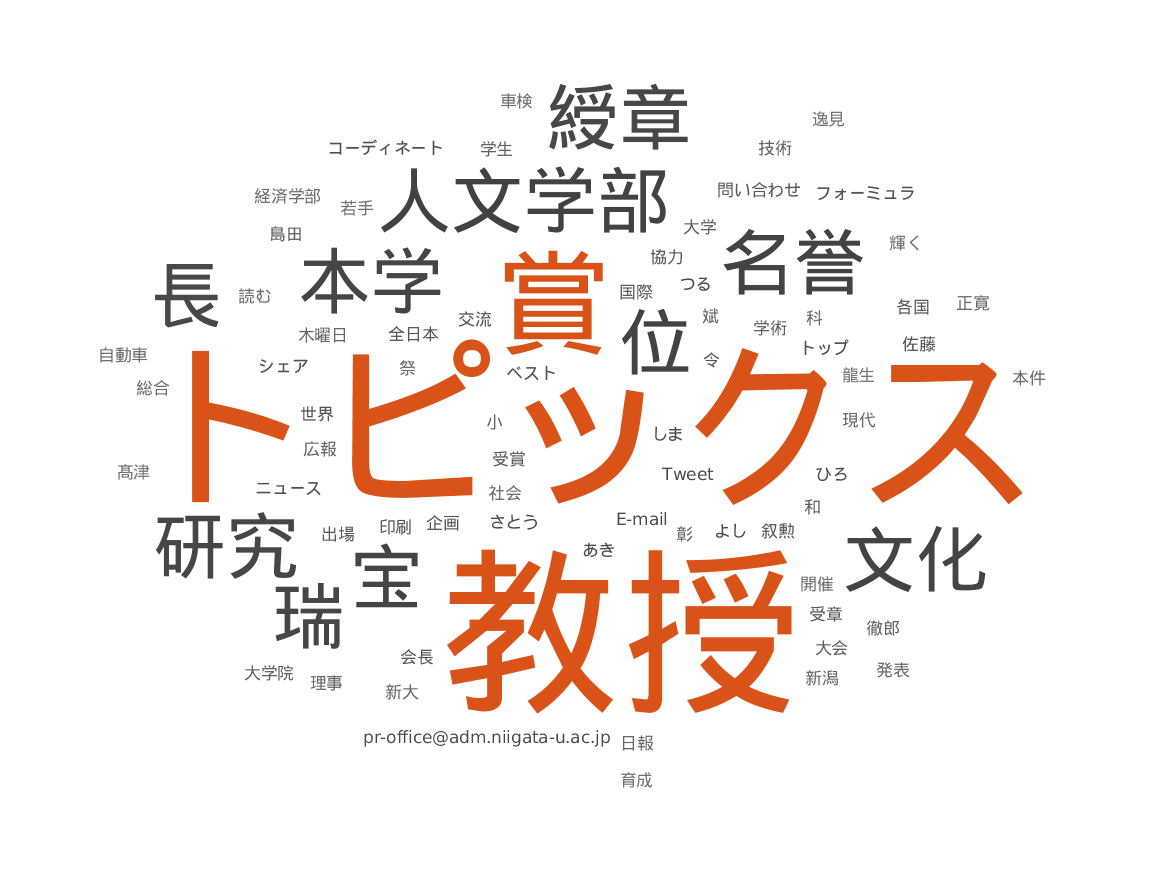 車検
綬章
逸見
コーディネート
学生
技術
経済学部
若手
人文学部
問い合わせ
フォーミュラ
島田
大学
本学
賞
協力
名誉
輝く
長
読む
国際
つる
位
各国
正寛
木曜日
全日本
交流
斌
学術
科
自動車
シェア
祭
ベスト
令
トップ
佐藤
総合
トピックス
龍生
本件
世界
小
現代
広報
受賞
しま
髙津
ニュース
社会
Tweet
ひろ
和
研究
出場
印刷
企画
さとう
E-mail
彰
よし
叙勲
文化
瑞
宝
あき
教授
開催
受章
徹郎
大学院
理事
会長
新大
大会
新潟
発表
pr-office@adm.niigata-u.ac.jp
日報
育成